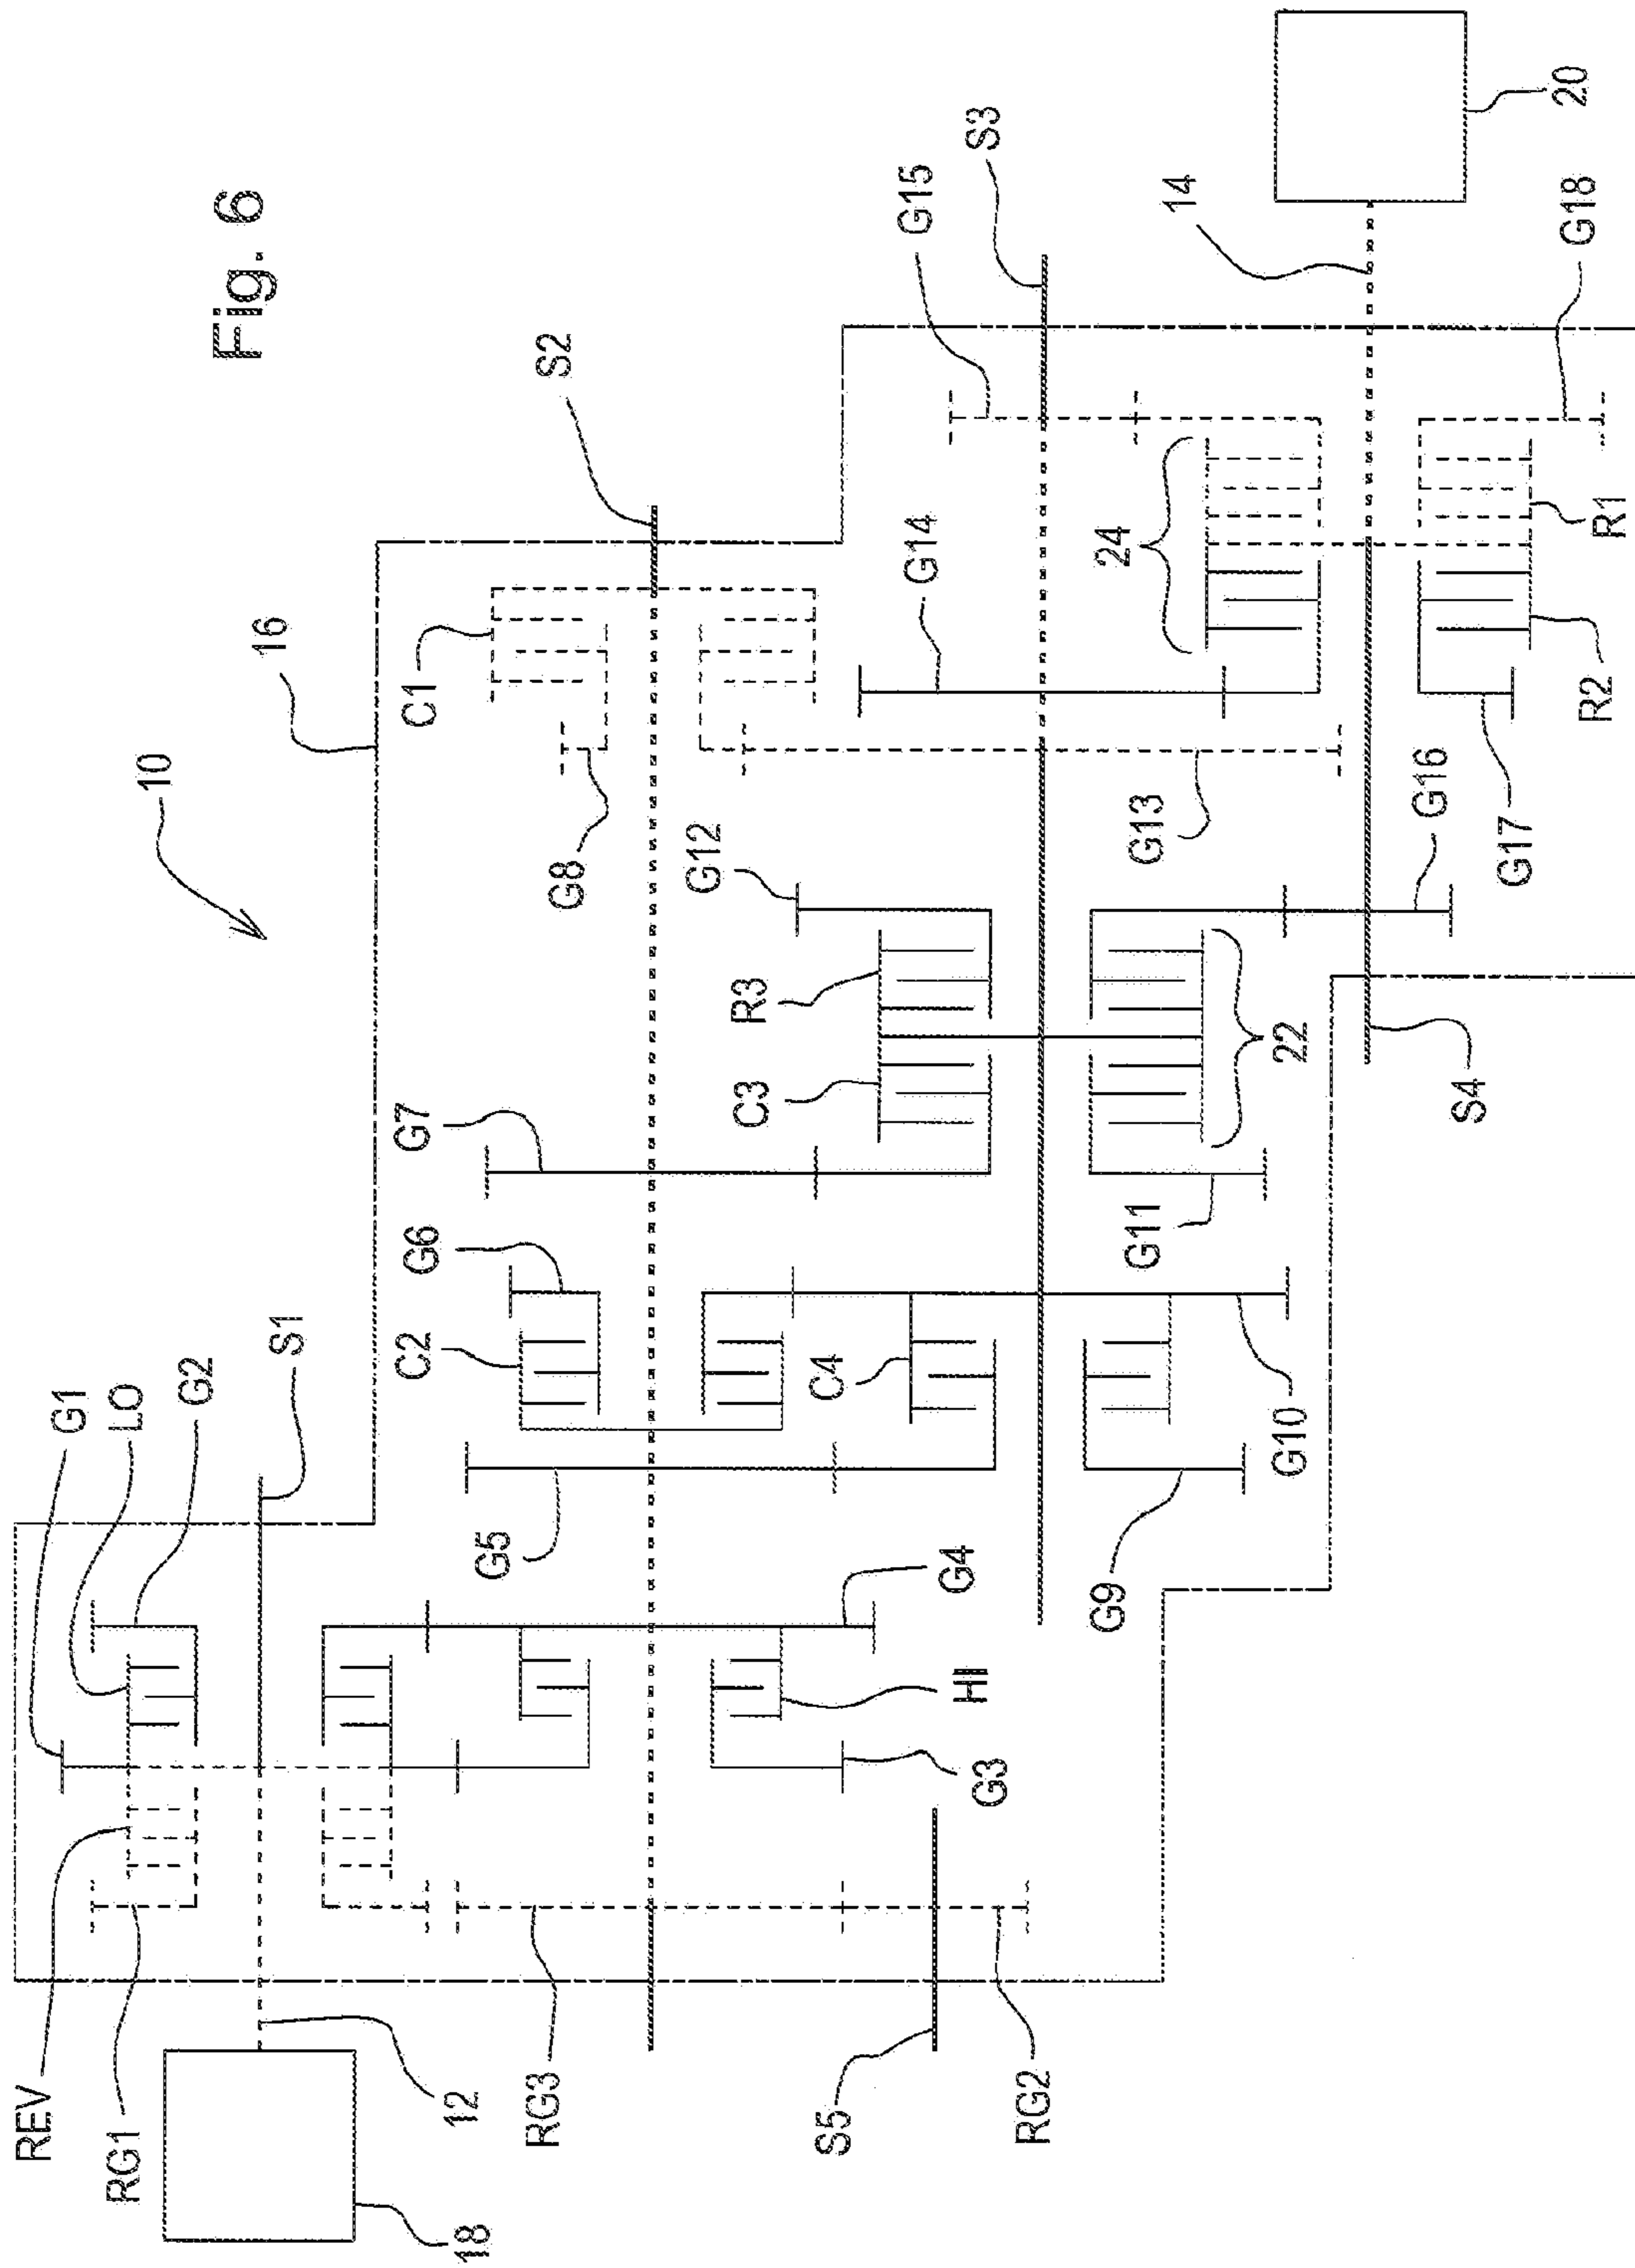 Fig. 6
10
16
18
12
20
14
REV
RG1
G1
LO
G2
S1
C1
S2
G8
G7
G6
C2
G5
G4
HI
G3
RG3
S5
RG2
C4
G9
G10
G11
C3
R3
G12
22
S4
G13
G14
24
G15
S3
G16
G17
R2
R1
G18